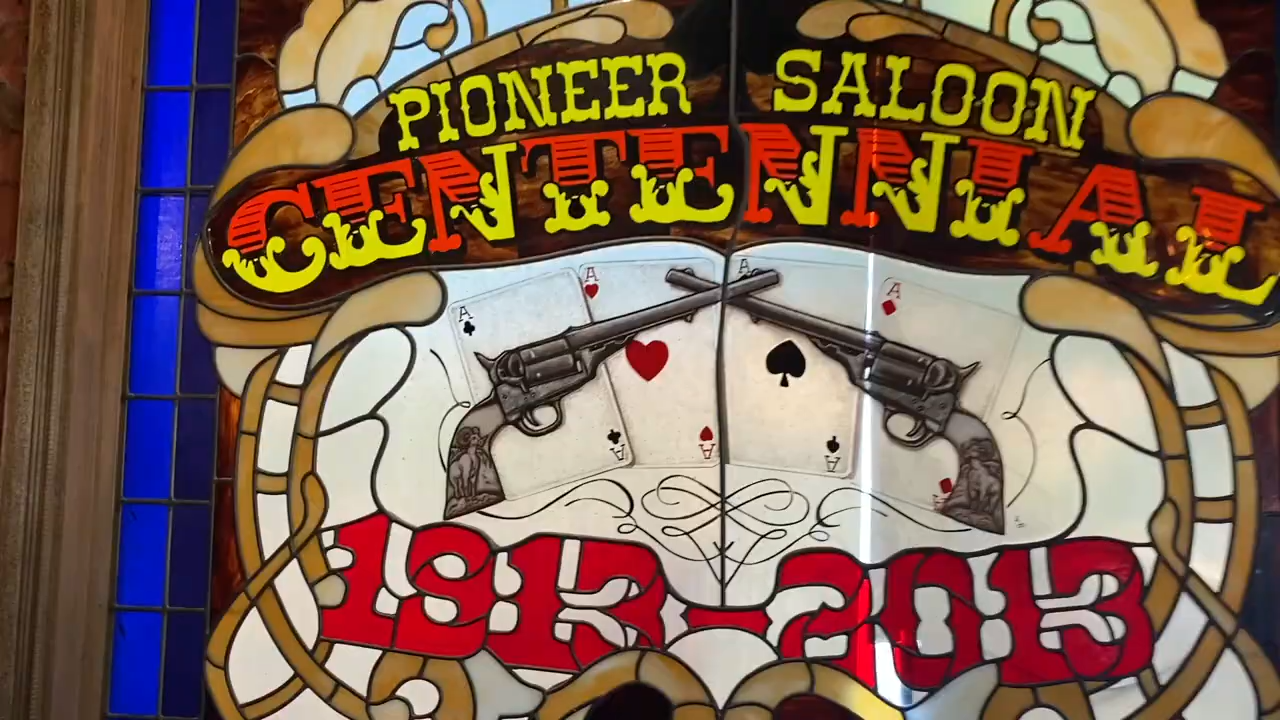 PIONEER SALOON
CENTENNIAL
A A A A
A A A
1913-2013